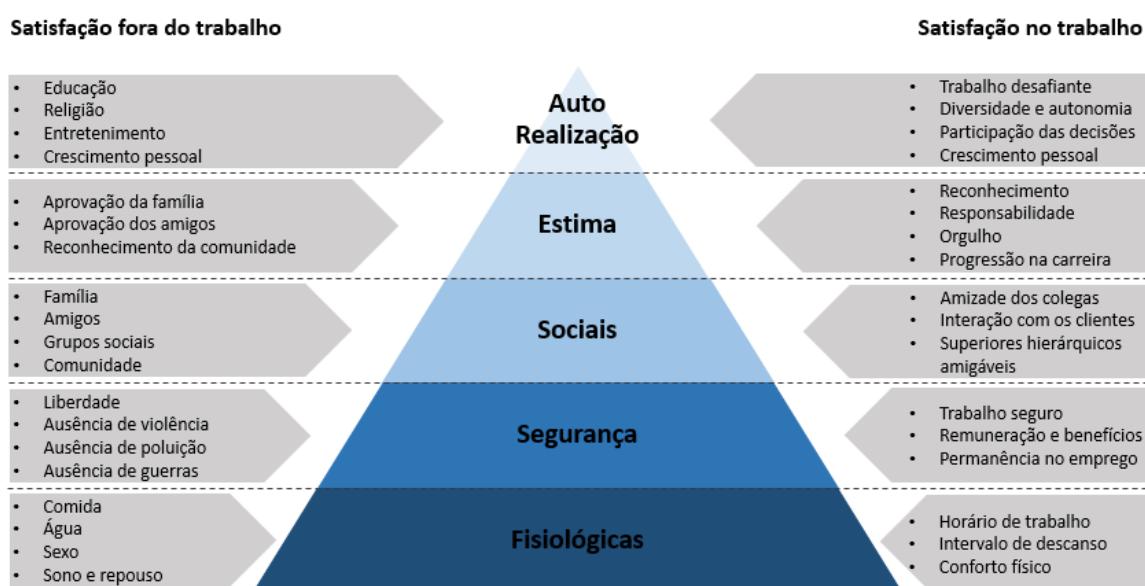 Satisfação fora do trabalho
Satisfação no trabalho
• Educação
• Religião
• Entretenimento
• Crescimento pessoal
Auto
Realização
• Trabalho desafiante
• Diversidade e autonomia
• Participação das decisões
• Crescimento pessoal
• Aprovação da família
• Aprovação dos amigos
• Reconhecimento da comunidade
Estima
• Reconhecimento
• Responsabilidade
• Orgulho
• Progressão na carreira
• Família
• Amigos
• Grupos sociais
• Comunidade
Sociais
• Amizade dos colegas
• Interação com os clientes
• Superiores hierárquicos
amigáveis
• Liberdade
• Ausência de violência
• Ausência de poluição
• Ausência de guerras
Segurança
• Trabalho seguro
• Remuneração e benefícios
• Permanência no emprego
• Comida
• Água
• Sexo
• Sono e repouso
Fisiológicas
• Horário de trabalho
• Intervalo de descanso
• Conforto físico